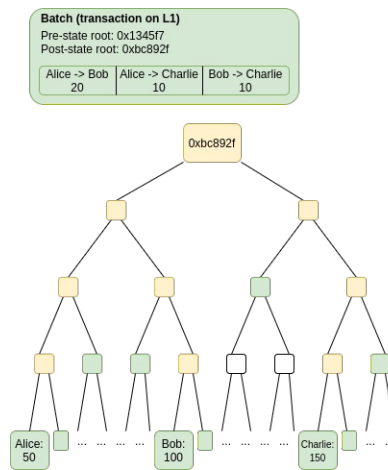 Batch (transaction on L1)
Pre-state root: 0x1345f7
Post-state root: 0xbc892f
Alice -> Bob
20
Alice -> Charlie
10
Bob -> Charlie
10
0xbc892f
Alice:
50
... ... ... ...
Bob:
100
... ... ... ...
Charlie:
150
... ...